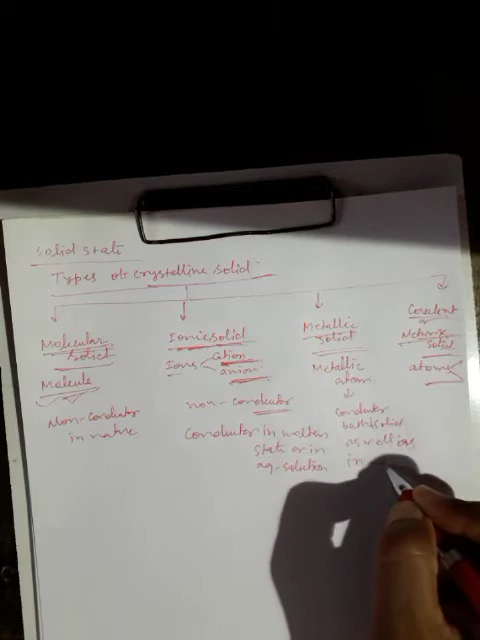 Solid state
Types of crystalline solid
Molecular
solid
Molecule
Non-conductor
in nature
Ionic solid
Ions
Cation
anion
non-conductor
Conductor in molten
state or in
aq-solution
Metallic
solid
Metallic
atom
Conductor
both solid
as well as
in
Covalent
or
Network
solid
atoms